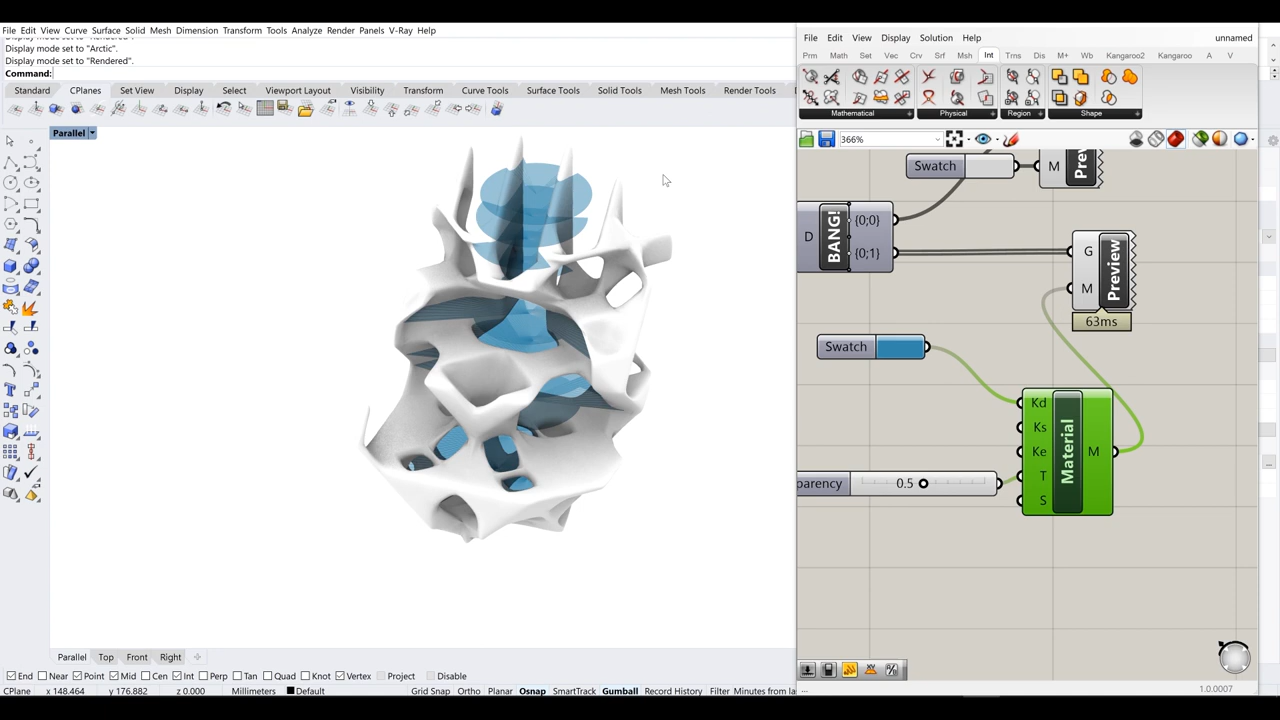 File Edit View Curve Surface Solid Mesh Dimension Transform Tools Analyze Render Panels V-Ray Help
Display mode set to "Arctic".
Display mode set to "Rendered".
Command:
Standard CPlanes Set View Display Select Viewport Layout Visibility Transform Curve Tools Surface Tools Solid Tools Mesh Tools Render Tools
Parallel
Parallel Top Front Right
End Near Point Mid Cen Int Perp Tan Quad Knot Vertex Project Disable
CPlane x 148.464 y 176.882 z 0.000 Millimeters Default Grid Snap Ortho Planar Osnap SmartTrack Gumball Record History Filter Minutes from la
File Edit View Display Solution Help unnamed
Prm Math Set Vec Crv Srf Msh Int Trns Dis M+ Wb Kangaroo2 Kangaroo A V
Mathematical Physical Region Shape
366%
Swatch M Prev
D BANG! {0;0}
{0;1}
G Preview
M
63ms
Swatch
Kd
Ks
Ke Material M
T
S
parency 0.5
...
1.0.0007